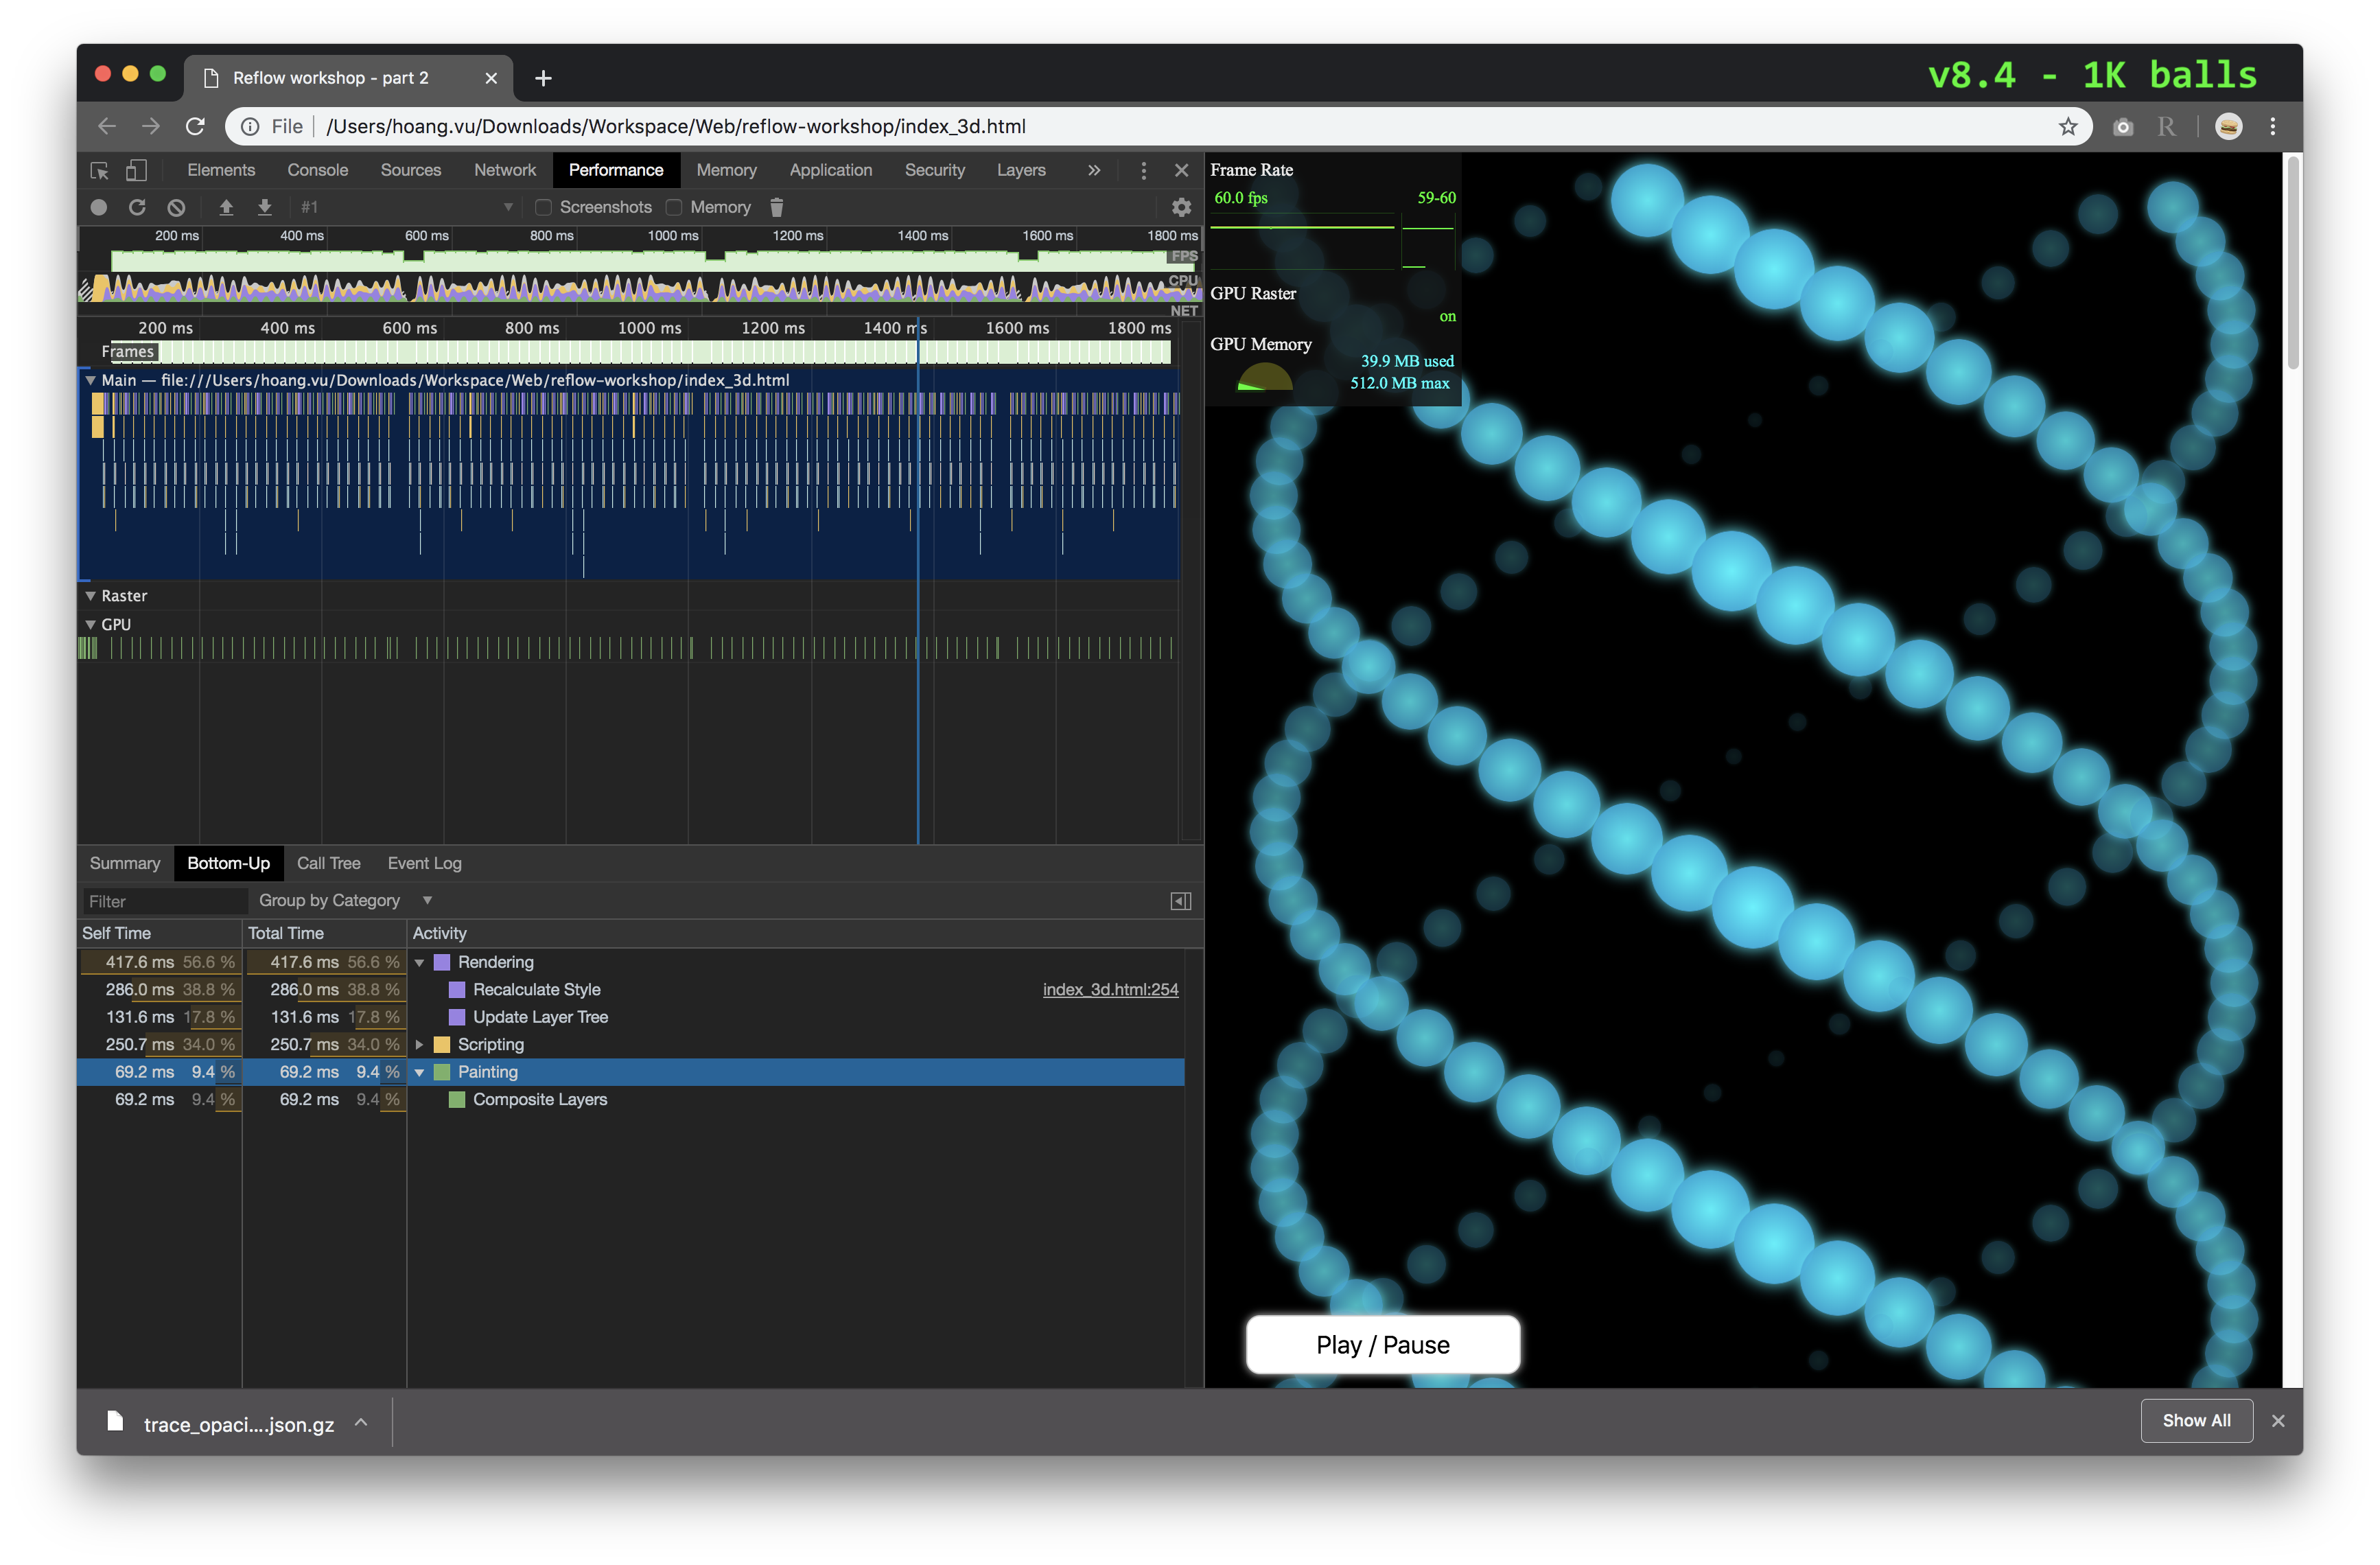 Reflow workshop - part 2
v8.4 - 1K balls
File /Users/hoang.vu/Downloads/Workspace/Web/reflow-workshop/index_3d.html
R
Elements Console Sources Network Performance Memory Application Security Layers
#1 Screenshots Memory
200 ms 400 ms 600 ms 800 ms 1000 ms 1200 ms 1400 ms 1600 ms 1800 ms
FPS
CPU
NET
200 ms 400 ms 600 ms 800 ms 1000 ms 1200 ms 1400 ms 1600 ms 1800 ms
Frames
Main — file:///Users/hoang.vu/Downloads/Workspace/Web/reflow-workshop/index_3d.html
Raster
GPU
Summary Bottom-Up Call Tree Event Log
Filter Group by Category
Self Time Total Time Activity
417.6 ms 56.6 % 417.6 ms 56.6 % Rendering
286.0 ms 38.8 % 286.0 ms 38.8 % Recalculate Style index_3d.html:254
131.6 ms 17.8 % 131.6 ms 17.8 % Update Layer Tree
250.7 ms 34.0 % 250.7 ms 34.0 % Scripting
69.2 ms 9.4 % 69.2 ms 9.4 % Painting
69.2 ms 9.4 % 69.2 ms 9.4 % Composite Layers
Frame Rate
60.0 fps 59-60
GPU Raster
on
GPU Memory
39.9 MB used
512.0 MB max
Play / Pause
trace_opaci....json.gz
Show All